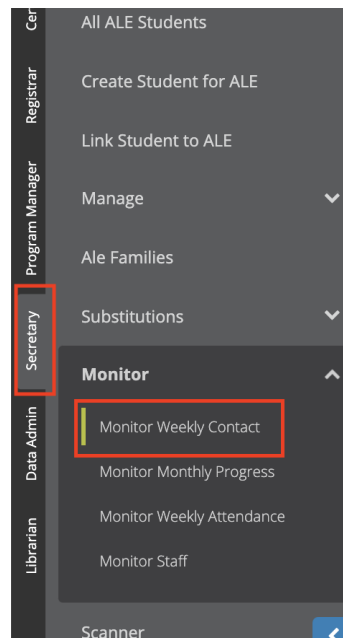 Cer
Registrar
Program Manager
Secretary
Data Admin
Librarian
All ALE Students
Create Student for ALE
Link Student to ALE
Manage
Ale Families
Substitutions
Monitor
Monitor Weekly Contact
Monitor Monthly Progress
Monitor Weekly Attendance
Monitor Staff
Scanner